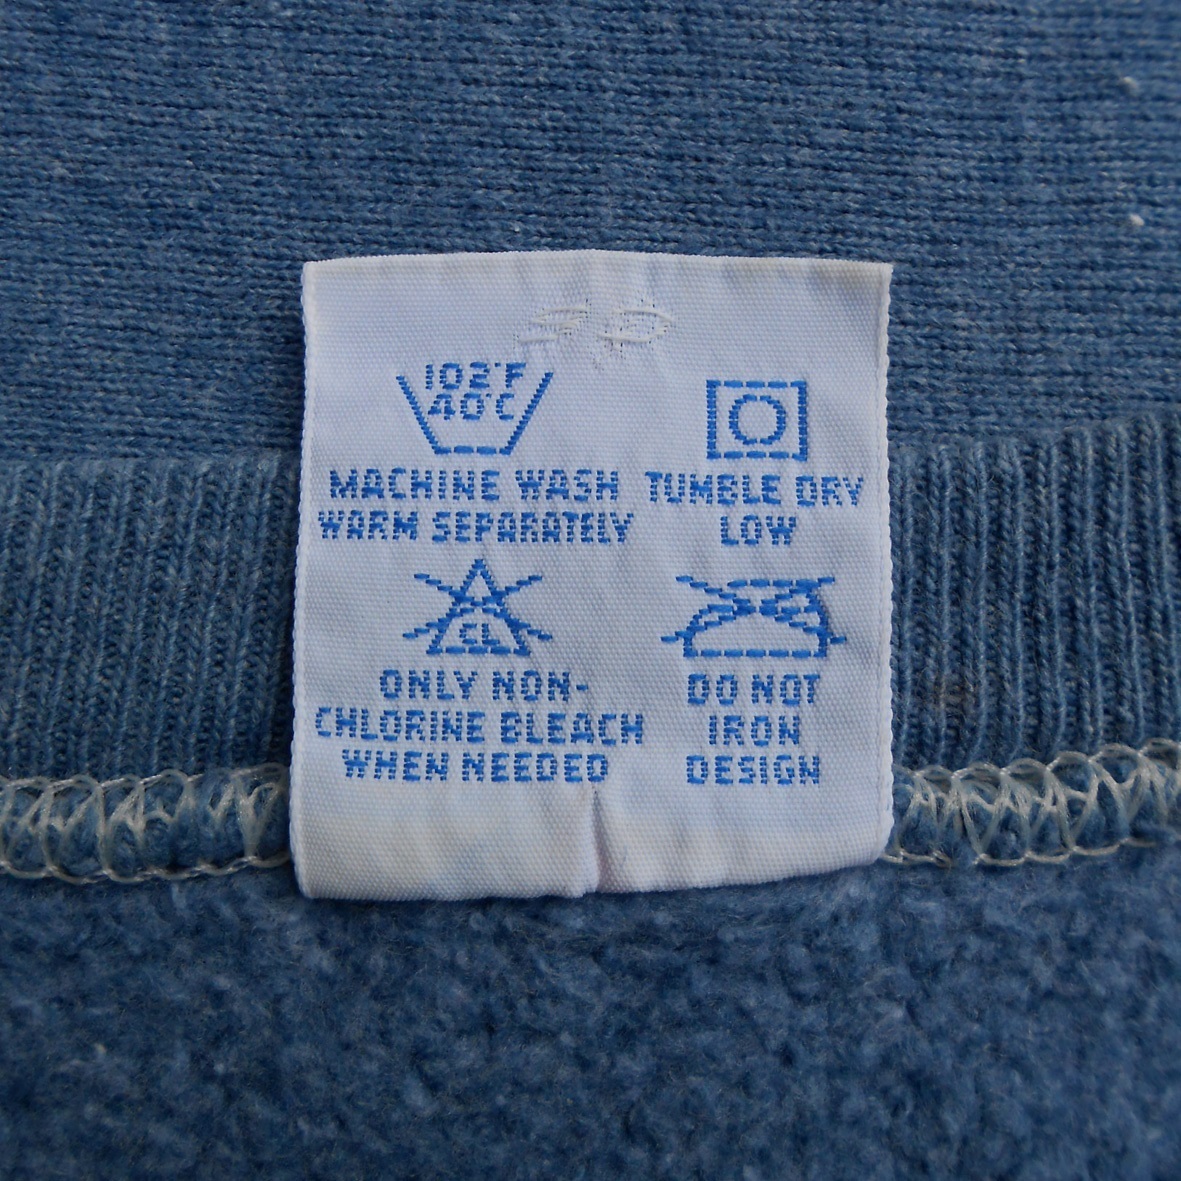 102°F
40°C
MACHINE WASH
WARM SEPARATELY
TUMBLE DRY
LOW
CL
ONLY NON-
CHLORINE BLEACH
WHEN NEEDED
DO NOT
IRON
DESIGN